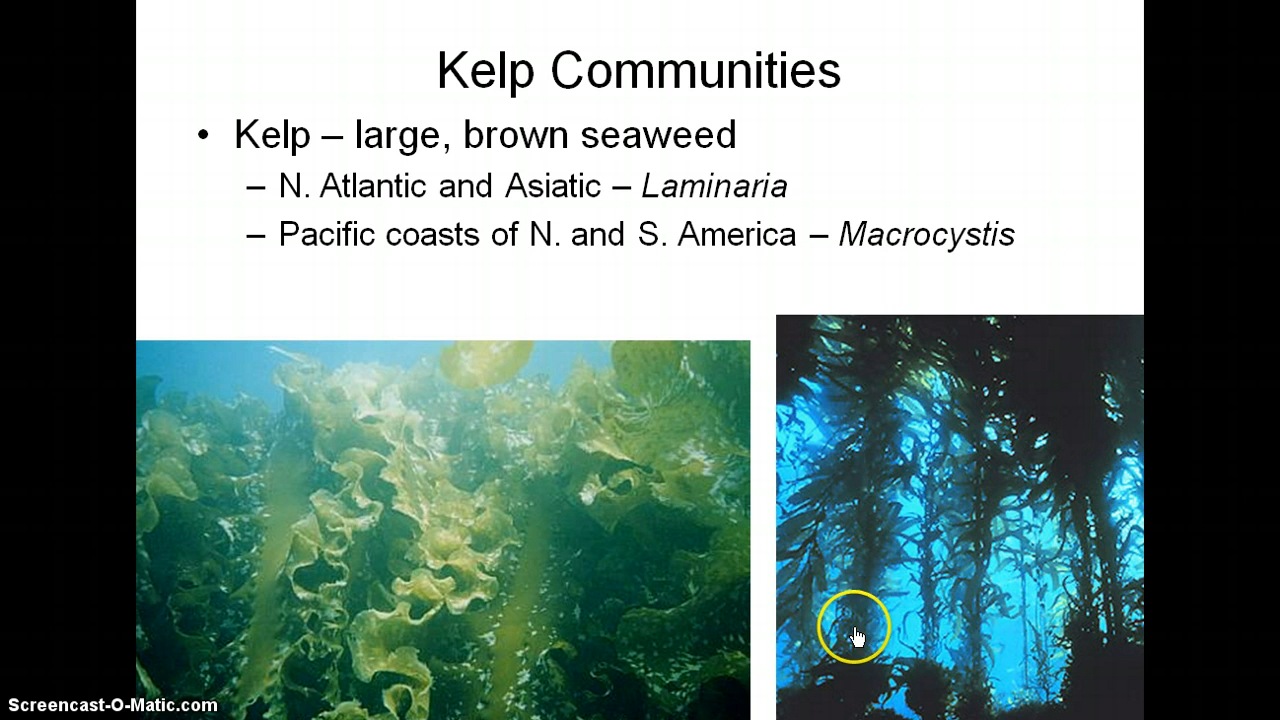 Kelp Communities
• Kelp – large, brown seaweed
– N. Atlantic and Asiatic – Laminaria
– Pacific coasts of N. and S. America – Macrocystis
Screencast-O-Matic.com